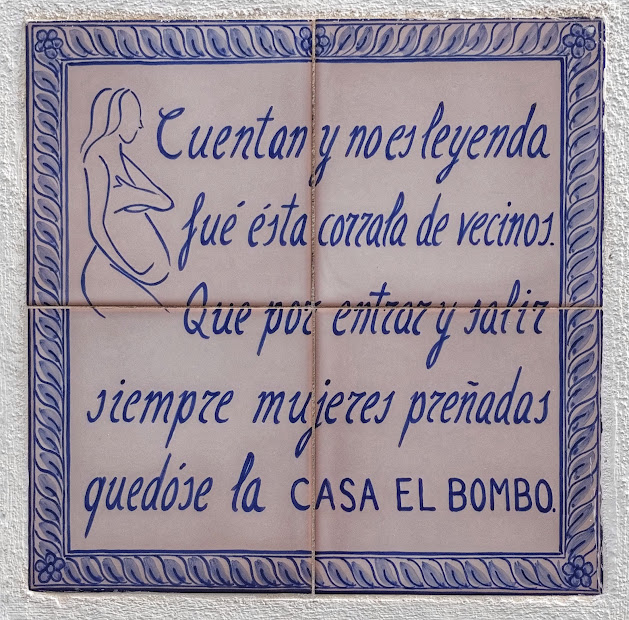 Cuentan y no es leyenda
fué ésta corrala de vecinos.
Que por entrar y salir
siempre mujeres preñadas
quedóse la CASA EL BOMBO.